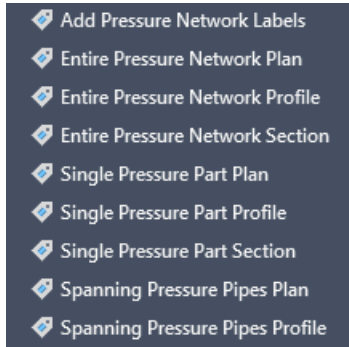 Add Pressure Network Labels
Entire Pressure Network Plan
Entire Pressure Network Profile
Entire Pressure Network Section
Single Pressure Part Plan
Single Pressure Part Profile
Single Pressure Part Section
Spanning Pressure Pipes Plan
Spanning Pressure Pipes Profile